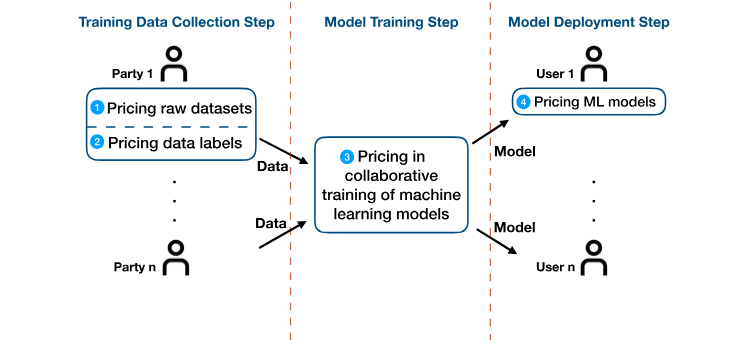 Training Data Collection Step
Model Training Step
Model Deployment Step
Party 1
User 1
1 Pricing raw datasets
2 Pricing data labels
4 Pricing ML models
Data
Model
3 Pricing in
collaborative
training of machine
learning models
Data
Model
Party n
User n